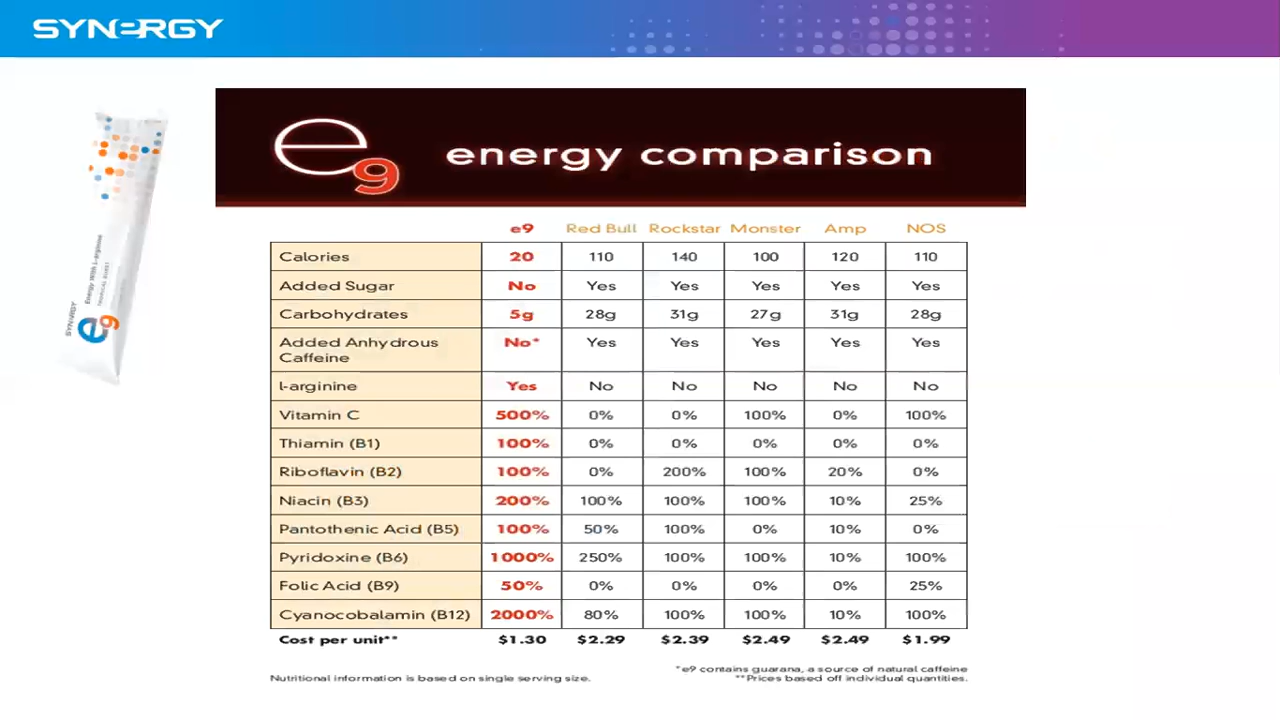 SYNERGY
e9 energy comparison
e9 Red Bull Rockstar Monster Amp NOS
Calories 20 110 140 100 120 110
Added Sugar No Yes Yes Yes Yes Yes
Carbohydrates 5g 28g 31g 27g 31g 28g
Added Anhydrous No* Yes Yes Yes Yes Yes
Caffeine
l-arginine Yes No No No No No
Vitamin C 500% 0% 0% 100% 0% 100%
Thiamin (B1) 100% 0% 0% 0% 0% 0%
Riboflavin (B2) 100% 0% 200% 100% 20% 0%
Niacin (B3) 200% 100% 100% 100% 10% 25%
Pantothenic Acid (B5) 100% 50% 100% 0% 10% 0%
Pyridoxine (B6) 1000% 250% 100% 100% 10% 100%
Folic Acid (B9) 50% 0% 0% 0% 0% 25%
Cyanocobalamin (B12) 2000% 80% 100% 100% 10% 100%
Cost per unit** $1.30 $2.29 $2.39 $2.49 $2.49 $1.99
*e9 contains guarana, a source of natural caffeine
Nutritional information is based on single serving size. **Prices based off individual quantities.
SYNERGY
e9
Energy With L-arginine